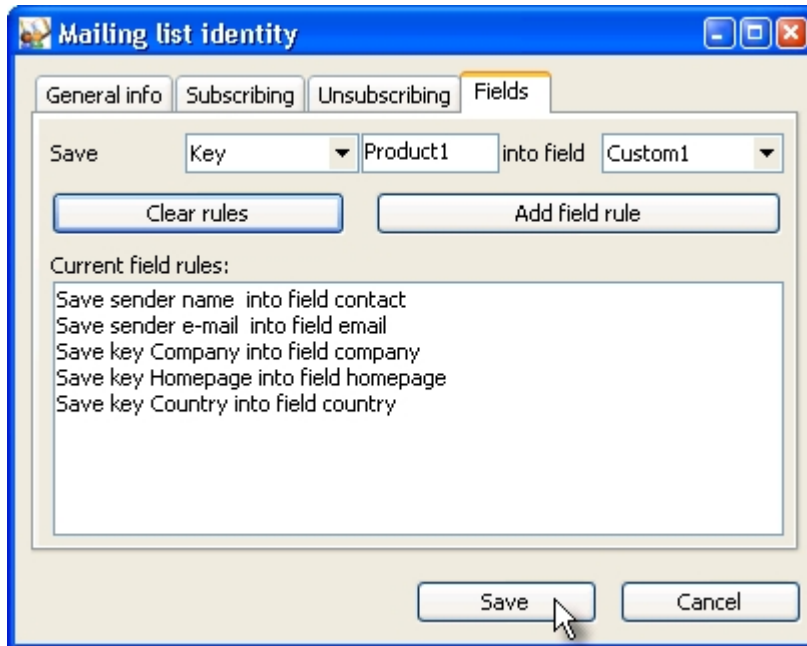 Mailing list identity
General info Subscribing Unsubscribing Fields
Save Key Product1 into field Custom1
Clear rules Add field rule
Current field rules:
Save sender name  into field contact
Save sender e-mail  into field email
Save key Company into field company
Save key Homepage into field homepage
Save key Country into field country
Save Cancel